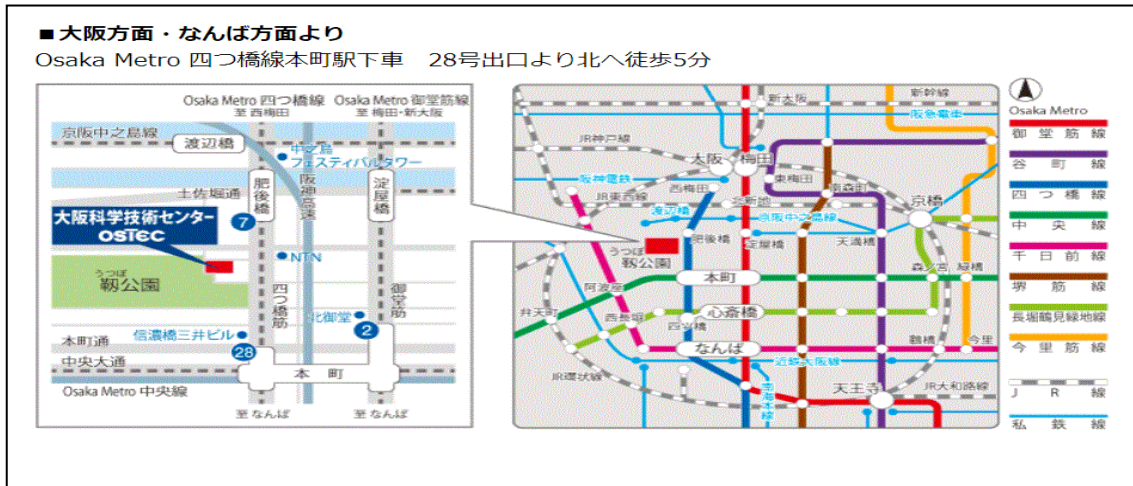 ■大阪方面・なんば方面より
Osaka Metro 四つ橋線本町駅下車 28号出口より北へ徒歩5分
Osaka Metro 四つ橋線
至 西梅田
Osaka Metro 御堂筋線
至 梅田・新大阪
京阪中之島線
渡辺橋
中之島
フェスティバルタワー
土佐堀通
肥後橋
阪神高速
淀屋橋
大阪科学技術センター
OSTEC
7
NTN
うつぼ
靱公園
四つ橋筋
御堂筋
北御堂
2
信濃橋三井ビル
本町通
28
中央大通
本町
Osaka Metro 中央線
至 なんば
至 なんば
新大阪
新幹線
阪急電車
JR神戸線
大阪
梅田
阪神電鉄
西梅田
東梅田
南森町
JR東西線
北新地
京橋
渡辺橋
京阪中之島線
肥後橋
淀屋橋
天満橋
うつぼ
靱公園
森ノ宮
緑橋
本町
阿波座
弁天町
西長堀
四ツ橋
心斎橋
なんば
鶴橋
今里
近鉄大阪線
JR環状線
南海本線
天王寺
JR大和路線
Osaka Metro
御堂筋線
谷町線
四つ橋線
中央線
千日前線
堺筋線
長堀鶴見緑地線
今里筋線
JR線
私鉄線